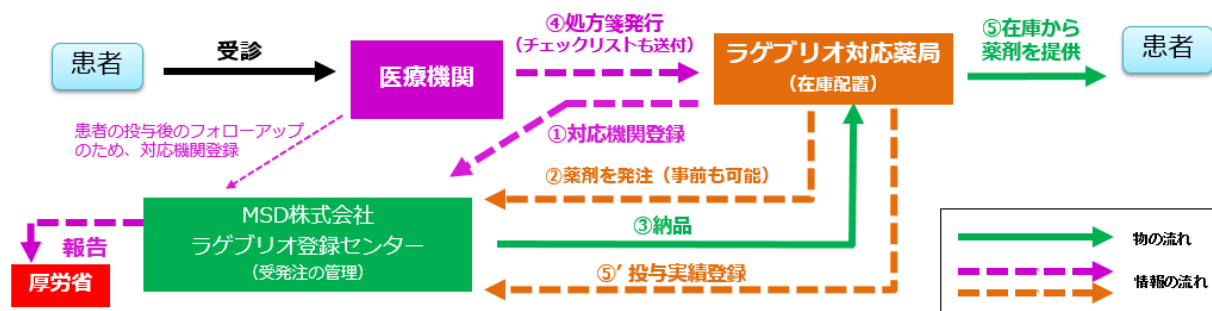 患者
受診
医療機関
④処方箋発行
（チェックリストも送付）
ラゲブリオ対応薬局
（在庫配置）
⑤在庫から
薬剤を提供
患者
患者の投与後のフォローアップ
のため、対応機関登録
①対応機関登録
②薬剤を発注（事前も可能）
MSD株式会社
ラゲブリオ登録センター
（受発注の管理）
③納品
⑤’投与実績登録
報告
厚労省
物の流れ
情報の流れ